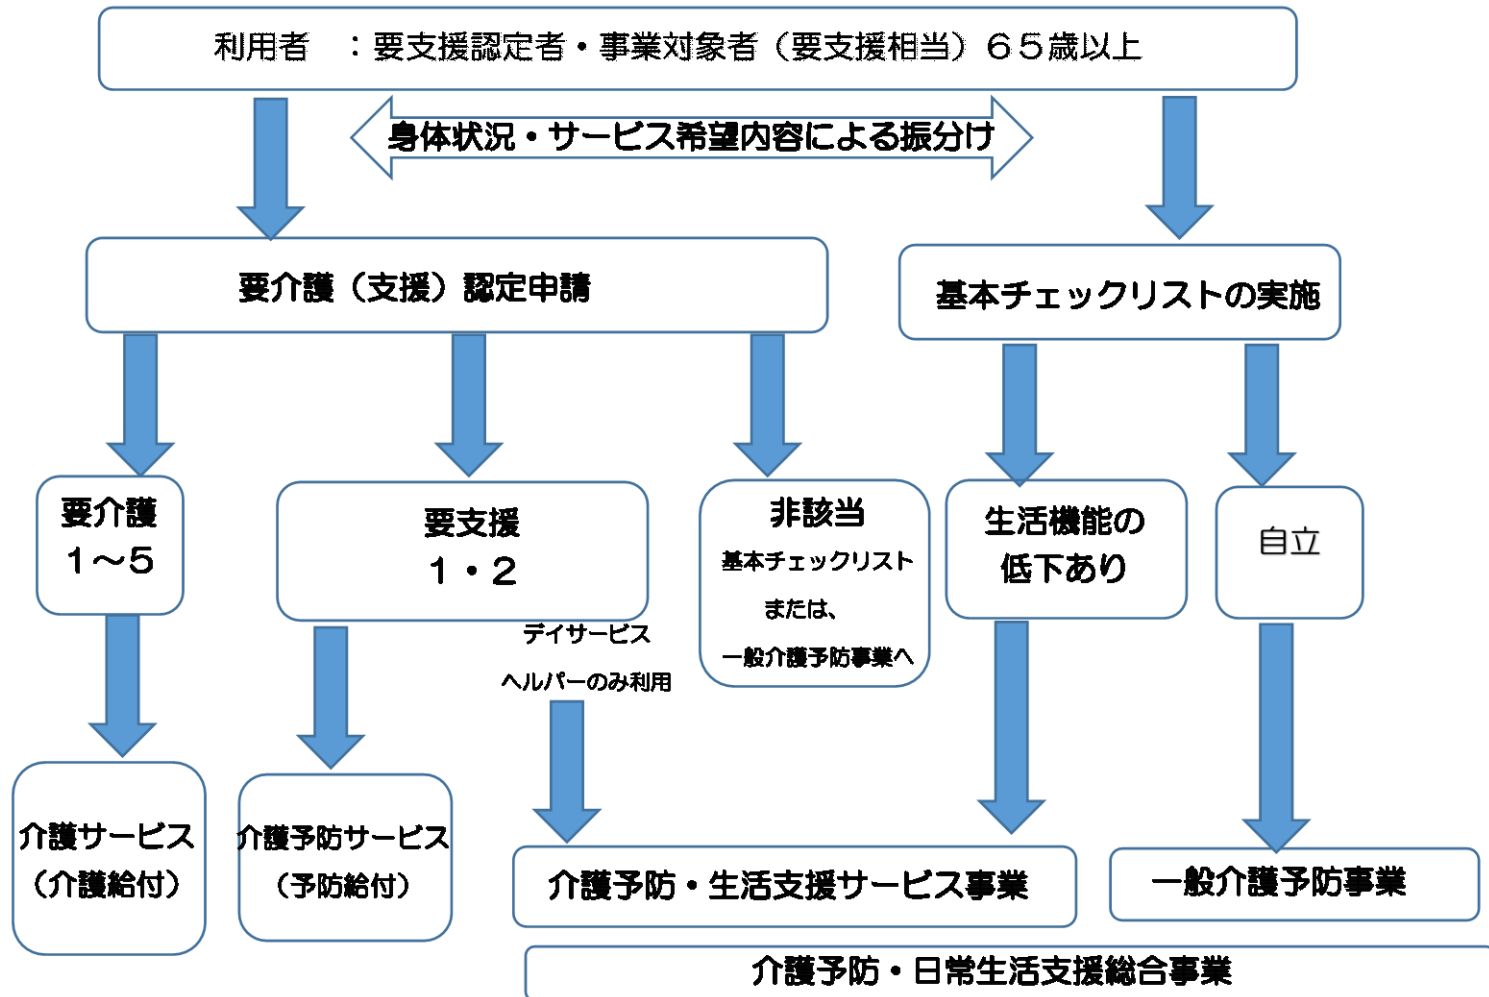 利用者　：要支援認定者・事業対象者（要支援相当）６５歳以上
身体状況・サービス希望内容による振分け
要介護（支援）認定申請
基本チェックリストの実施
要介護
１～５
要支援
１・２
非該当
基本チェックリスト
または、
一般介護予防事業へ
生活機能の
低下あり
自立
デイサービス
ヘルパーのみ利用
介護サービス
（介護給付）
介護予防サービス
（予防給付）
介護予防・生活支援サービス事業
一般介護予防事業
介護予防・日常生活支援総合事業